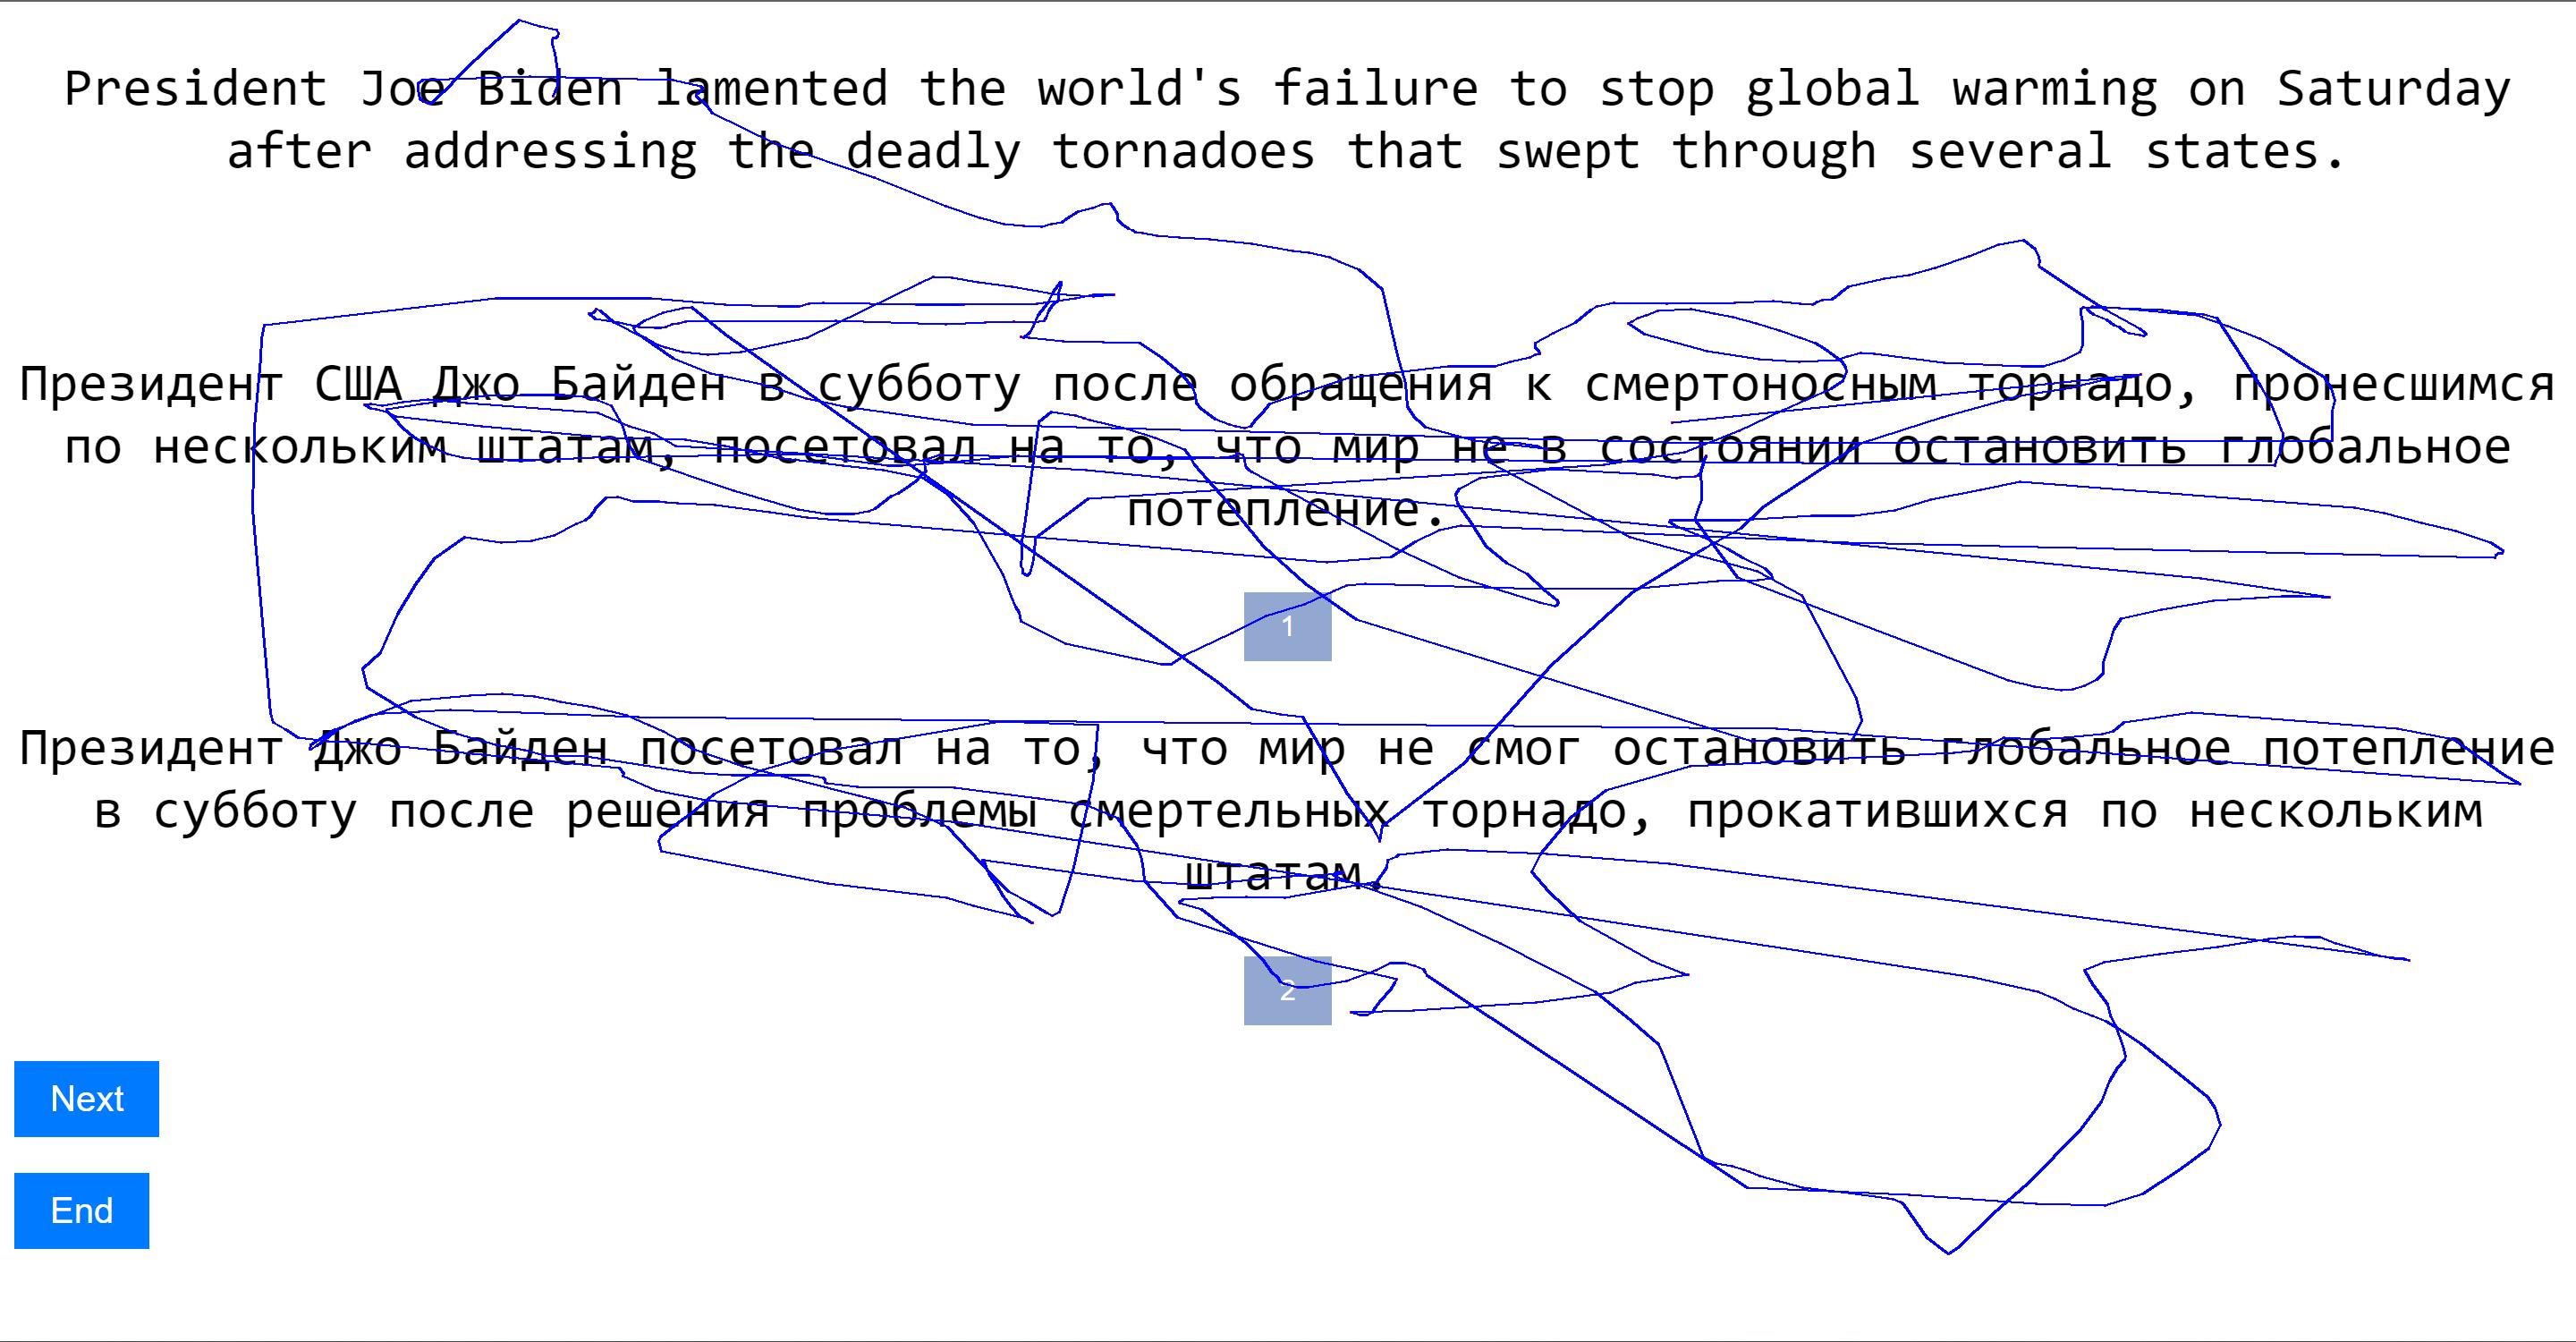 President Joe Biden lamented the world's failure to stop global warming on Saturday
after addressing the deadly tornadoes that swept through several states.
Президент США Джо Байден в субботу после обращения к смертоносным торнадо, пронесшимся
по нескольким штатам, посетовал на то, что мир не в состоянии остановить глобальное
потепление.
1
Президент Джо Байден посетовал на то, что мир не смог остановить глобальное потепление
в субботу после решения проблемы смертельных торнадо, прокатившихся по нескольким
штатам.
2
Next
End